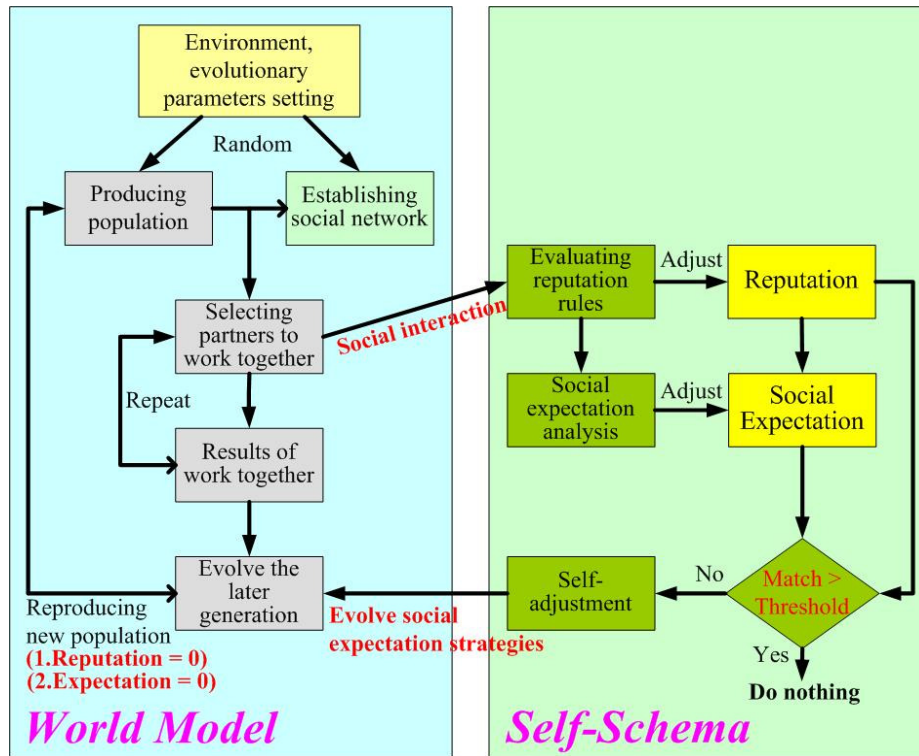 Environment,
evolutionary
parameters setting
Random
Producing
population
Establishing
social network
Selecting
partners to
work together
Repeat
Results of
work together
Evolve the
later
generation
Reproducing
new population
(1.Reputation = 0)
(2.Expectation = 0)
World Model
Social interaction
Evolve social
expectation strategies
Evaluating
reputation
rules
Adjust
Reputation
Social
expectation
analysis
Adjust
Social
Expectation
Match >
Threshold
No
Self-
adjustment
Yes
Do nothing
Self-Schema